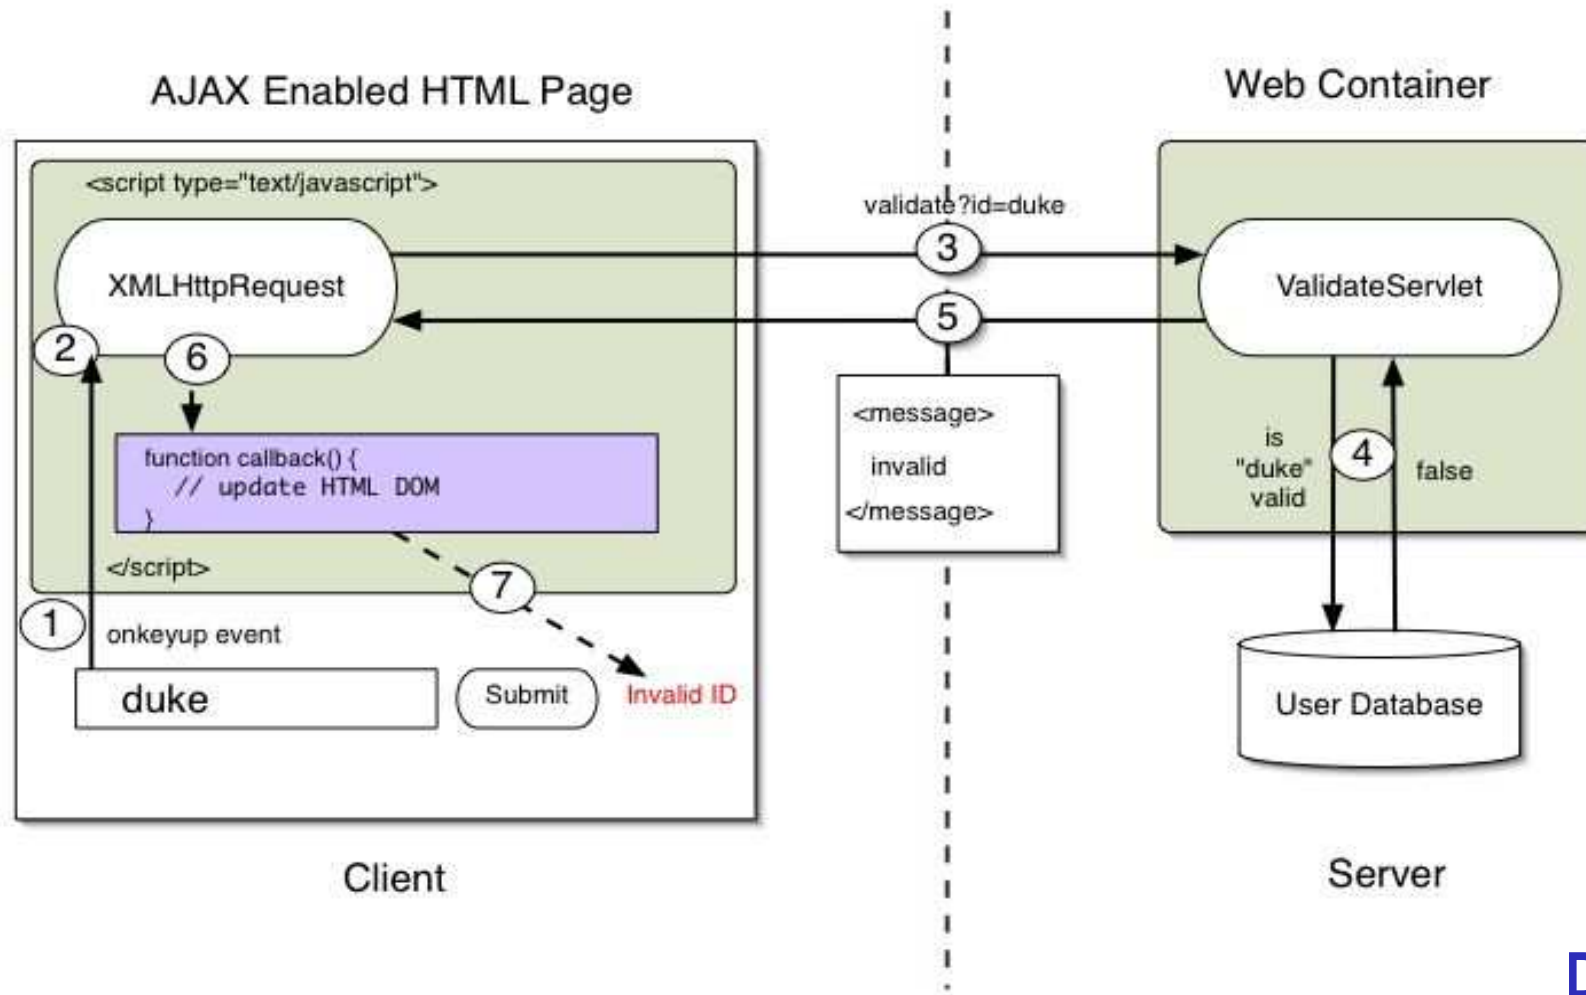 AJAX Enabled HTML Page
Web Container
<script type="text/javascript">
XMLHttpRequest
2
6
function callback() {
// update HTML DOM
}
</script>
7
1
onkeyup event
duke
Submit
Invalid ID
Client
validate?id=duke
3
5
<message>
invalid
</message>
ValidateServlet
is
"duke"
valid
4
false
User Database
Server